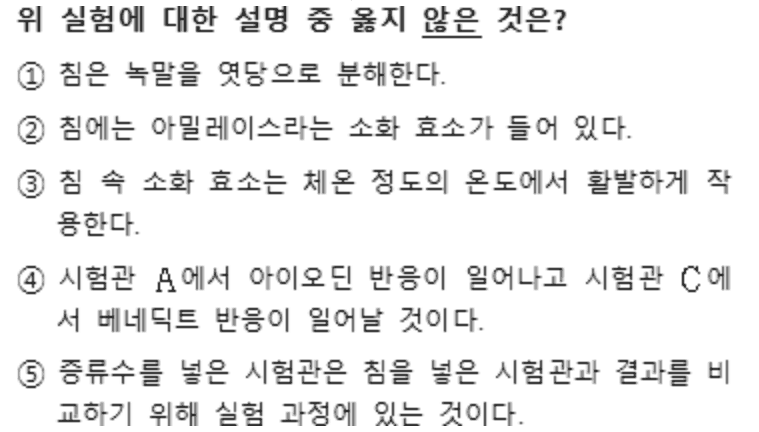 위 실험에 대한 설명 중 옳지 않은 것은?
① 침은 녹말을 엿당으로 분해한다.
② 침에는 아밀레이스라는 소화 효소가 들어 있다.
③ 침 속 소화 효소는 체온 정도의 온도에서 활발하게 작
용한다.
④ 시험관 A에서 아이오딘 반응이 일어나고 시험관 C에
서 베네딕트 반응이 일어날 것이다.
⑤ 증류수를 넣은 시험관은 침을 넣은 시험관과 결과를 비
교하기 위해 실험 과정에 있는 것이다.